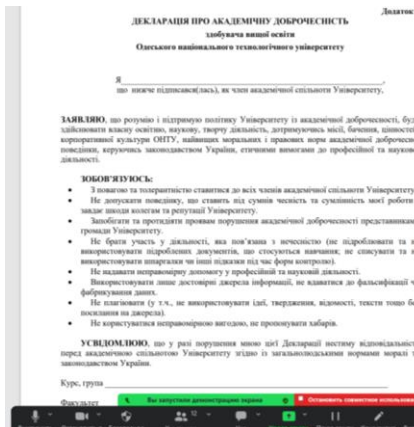 Додаток
ДЕКЛАРАЦІЯ ПРО АКАДЕМІЧНУ ДОБРОЧЕСНІСТЬ
здобувача вищої освіти
Одеського національного технологічного університету
Я
що нижче підписався(лась), як член академічної спільноти Університету,
ЗАЯВЛЯЮ, що розумію і підтримую політику Університету із академічної доброчесності,
здійснювати власну освітню, наукову, творчу діяльність, дотримуючись місії, бачення,
корпоративної культури ОНТУ, найвищих моральних і правових норм академічної
поведінки, керуючись законодавством України, етичними вимогами до професійної та
діяльності.
ЗОБОВ'ЯЗУЮСЬ:
• З повагою та толерантністю ставитися до всіх членів академічної спільноти Університету
• Не допускати поведінки, що ставить під сумнів чесність та сумлінність моєї роботи
завдає шкоди колегам та репутації Університету.
• Запобігати та протидіяти проявам порушення академічної доброчесності
громади Університету.
• Не брати участь у діяльності, яка пов'язана з нечесністю (не підроблювати та
використовувати підроблених документів, що стосуються навчання; не списувати та
використовувати шпаргалки чи інші підказки під час форм контролю).
• Не надавати неправомірну допомогу у професійній та науковій діяльності.
• Використовувати лише достовірні джерела інформації, не вдаватися до фальсифікації
фабрикування даних.
• Не плагіювати (у т.ч., не використовувати ідеї, твердження, відомості, тексти тощо
посилання на джерела).
• Не користуватися неправомірною вигодою, не пропонувати хабарів.
УСВІДОМЛЮЮ, що у разі порушення мною цієї Декларації нестиму
перед академічною спільнотою Університету згідно із загальнолюдськими нормами моралі
законодавством України.
Курс, група
Факультет
Вы запустили демонстрацию экрана
Остановить совместное
12